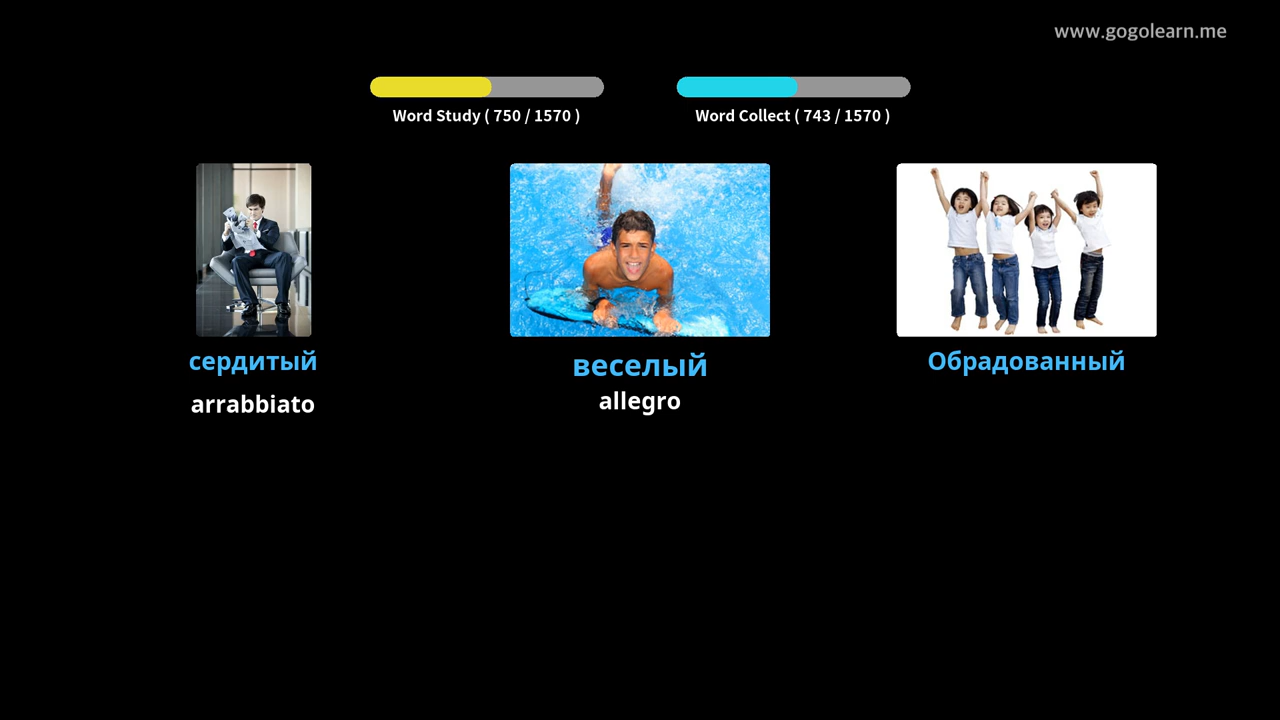 www.gogolearn.me
Word Study ( 750 / 1570 )
Word Collect ( 743 / 1570 )
сердитый
веселый
Обрадованный
arrabbiato
allegro